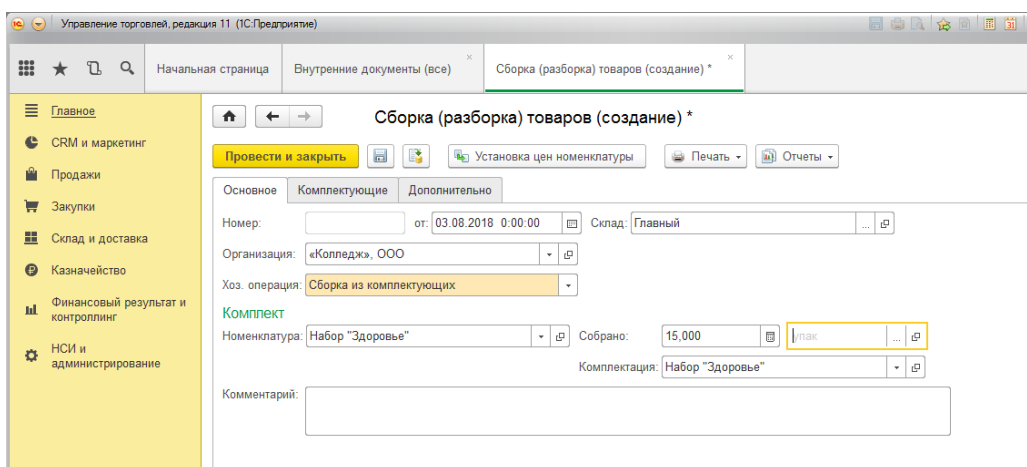 Управление торговлей, редакция 11 (1С:Предприятие)
Начальная страница
Внутренние документы (все)
Сборка (разборка) товаров (создание) *
Главное
CRM и маркетинг
Продажи
Закупки
Склад и доставка
Казначейство
Финансовый результат и
контроллинг
НСИ и
администрирование
Сборка (разборка) товаров (создание) *
Провести и закрыть Установка цен номенклатуры Печать Отчеты
Основное Комплектующие Дополнительно
Номер: от: 03.08.2018 0:00:00 Склад: Главный ...
Организация: «Колледж», ООО
Хоз. операция: Сборка из комплектующих
Комплект
Номенклатура: Набор "Здоровье" Собрано: 15,000 упак ...
Комплектация: Набор "Здоровье"
Комментарий: